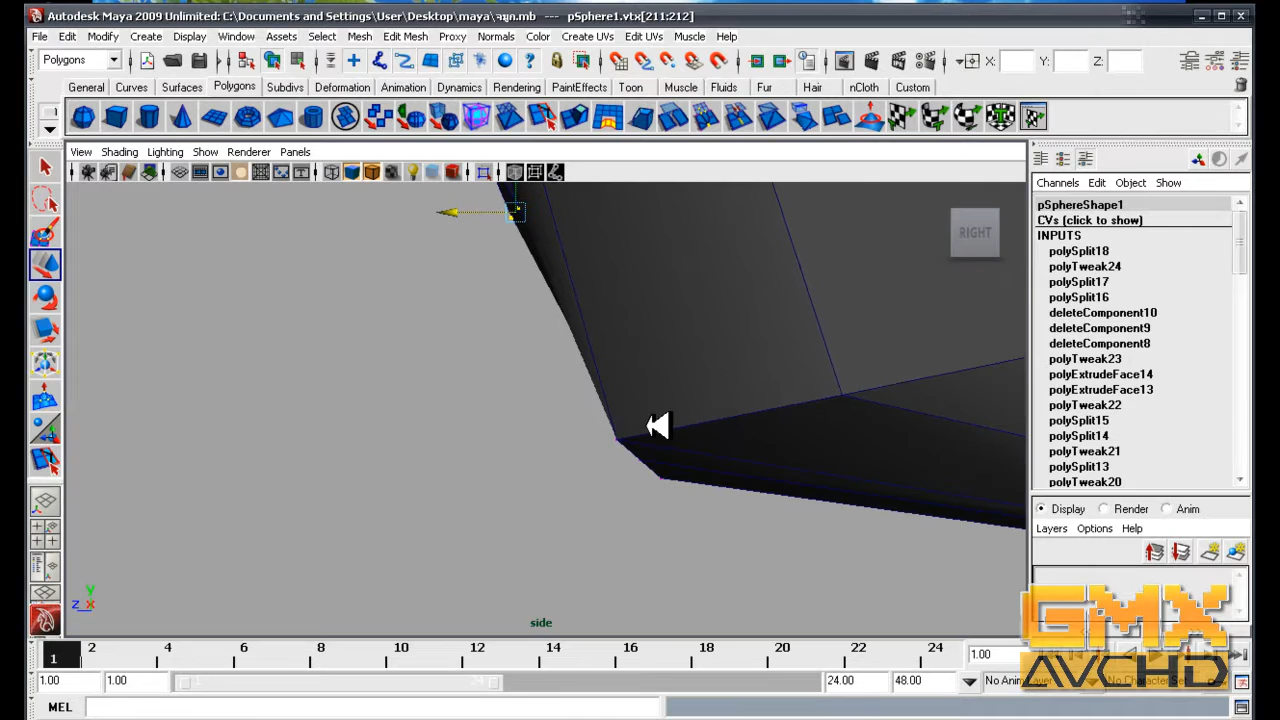 Autodesk Maya 2009 Unlimited: C:\Documents and Settings\User\Desktop\maya\ --- pSphere1.vtx[211:212]
File Edit Modify Create Display Window Assets Select Mesh Edit Mesh Proxy Normals Color Create UVs Edit UVs Muscle Help
Polygons X: Y: Z:
General Curves Surfaces Polygons Subdivs Deformation Animation Dynamics Rendering PaintEffects Toon Muscle Fluids Fur Hair nCloth Custom
View Shading Lighting Show Renderer Panels
Channels Edit Object Show
pSphereShape1
CVs (click to show)
INPUTS
polySplit18
polyTweak24
polySplit17
polySplit16
deleteComponent10
deleteComponent9
deleteComponent8
polyTweak23
polyExtrudeFace14
polyExtrudeFace13
polyTweak22
polySplit15
polySplit14
polyTweak21
polySplit13
polyTweak20
RIGHT
Display Render Anim
Layers Options Help
y
z x
side
GMX
AVCHD
1 2 4 6 8 10 12 14 16 18 20 22 24 1.00
1.00 1.00 24.00 48.00 No Anim Layer No Character Set
MEL